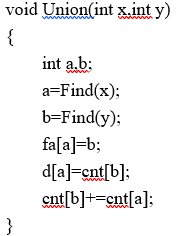 void Union(int x,int y)
{
int a,b;
a=Find(x);
b=Find(y);
fa[a]=b;
d[a]=cnt[b];
cnt[b]+=cnt[a];
}